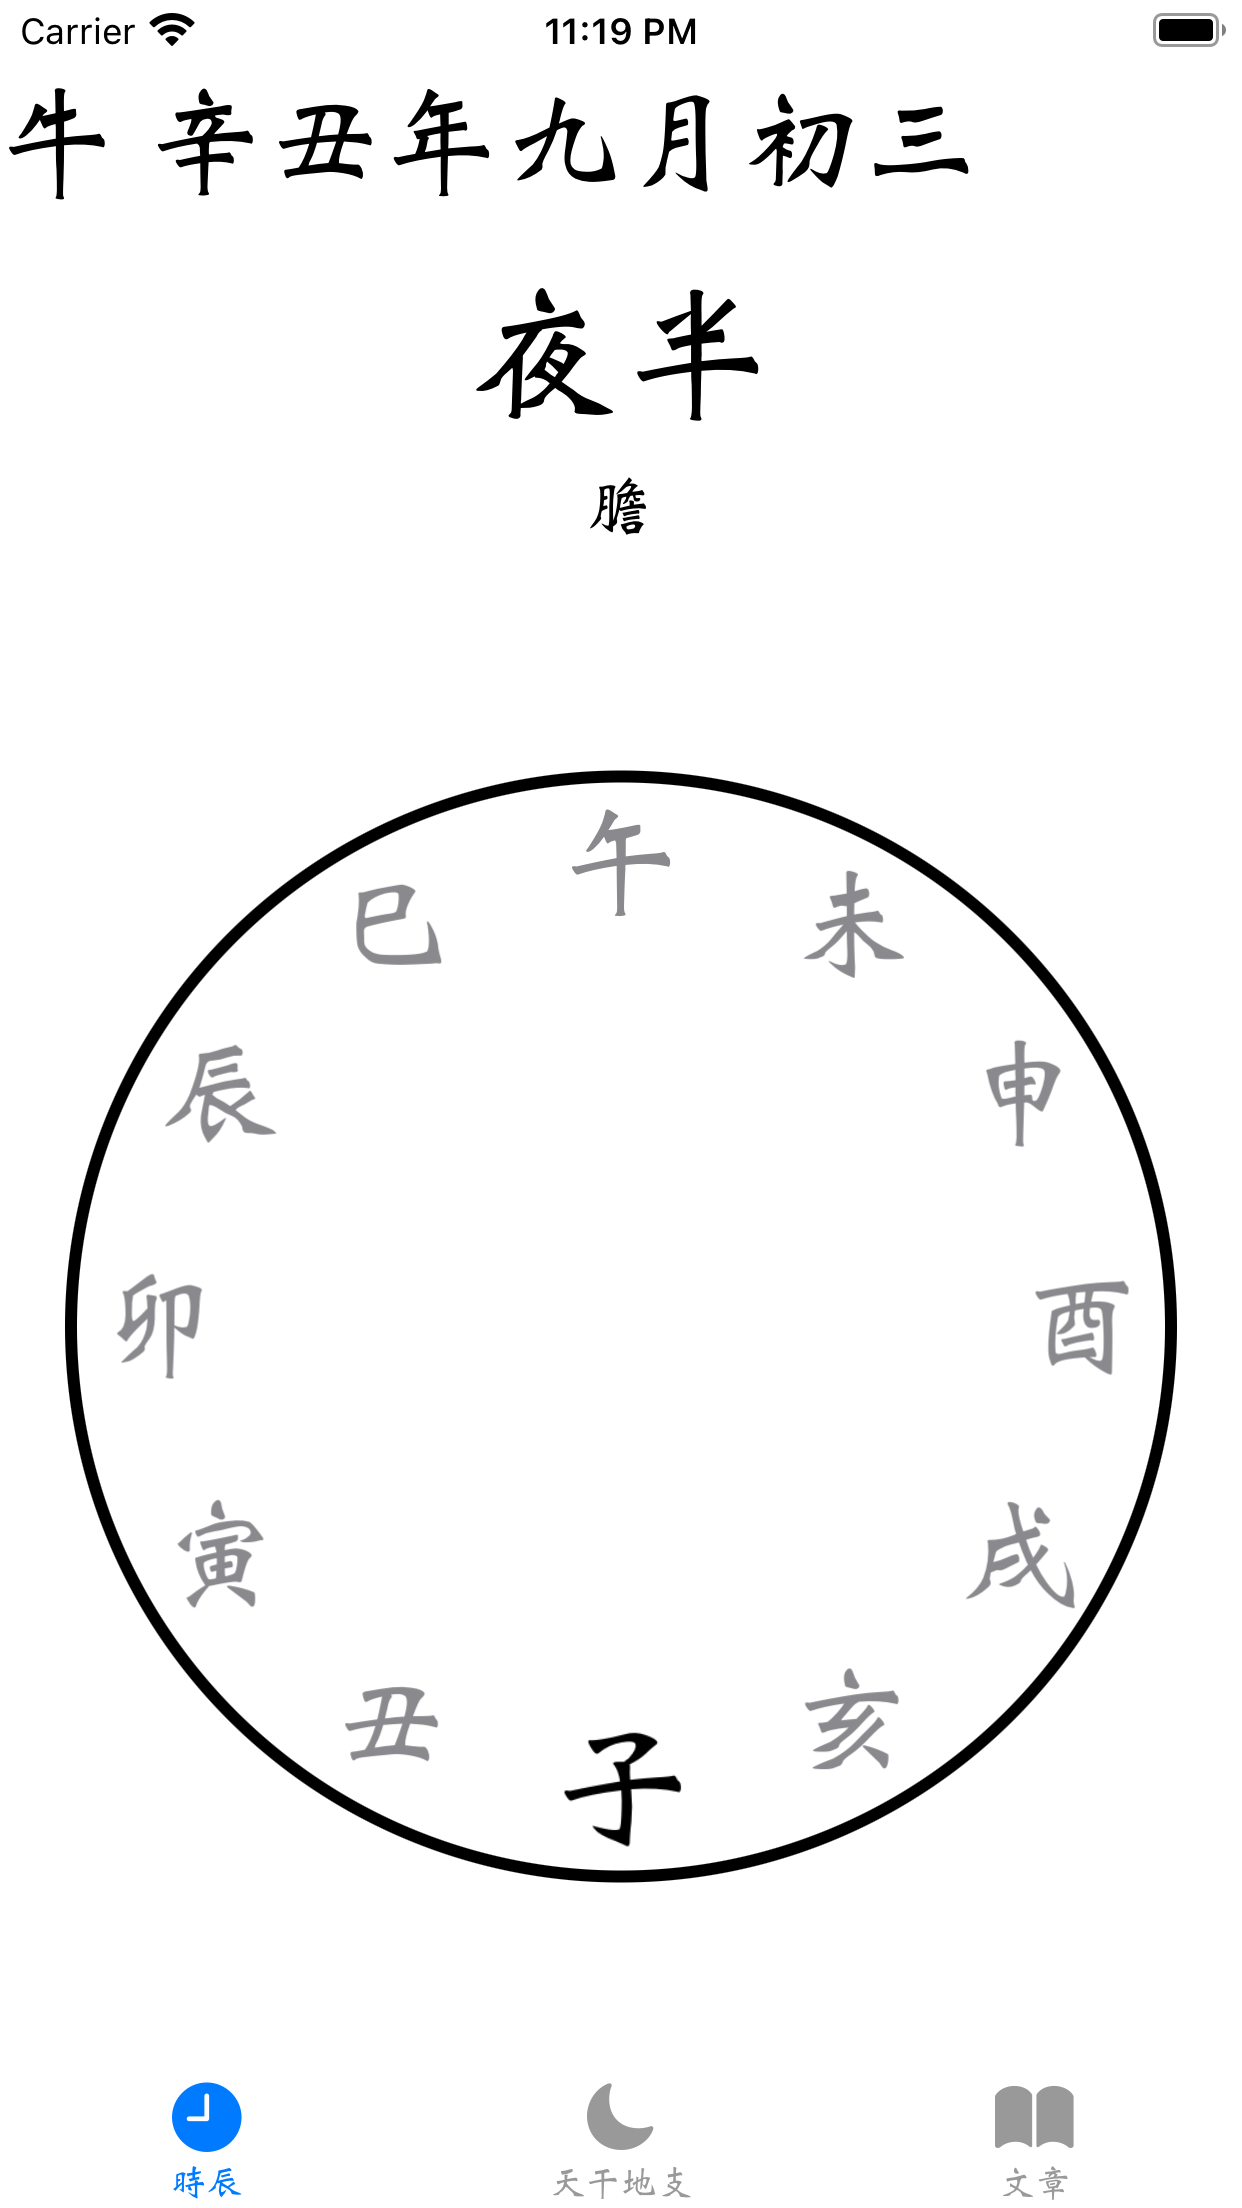 Carrier 11:19 PM
牛 辛丑年九月初三
夜半
膽
午
巳
未
辰
申
卯
酉
寅
戌
丑
亥
子
時辰 天干地支 文章